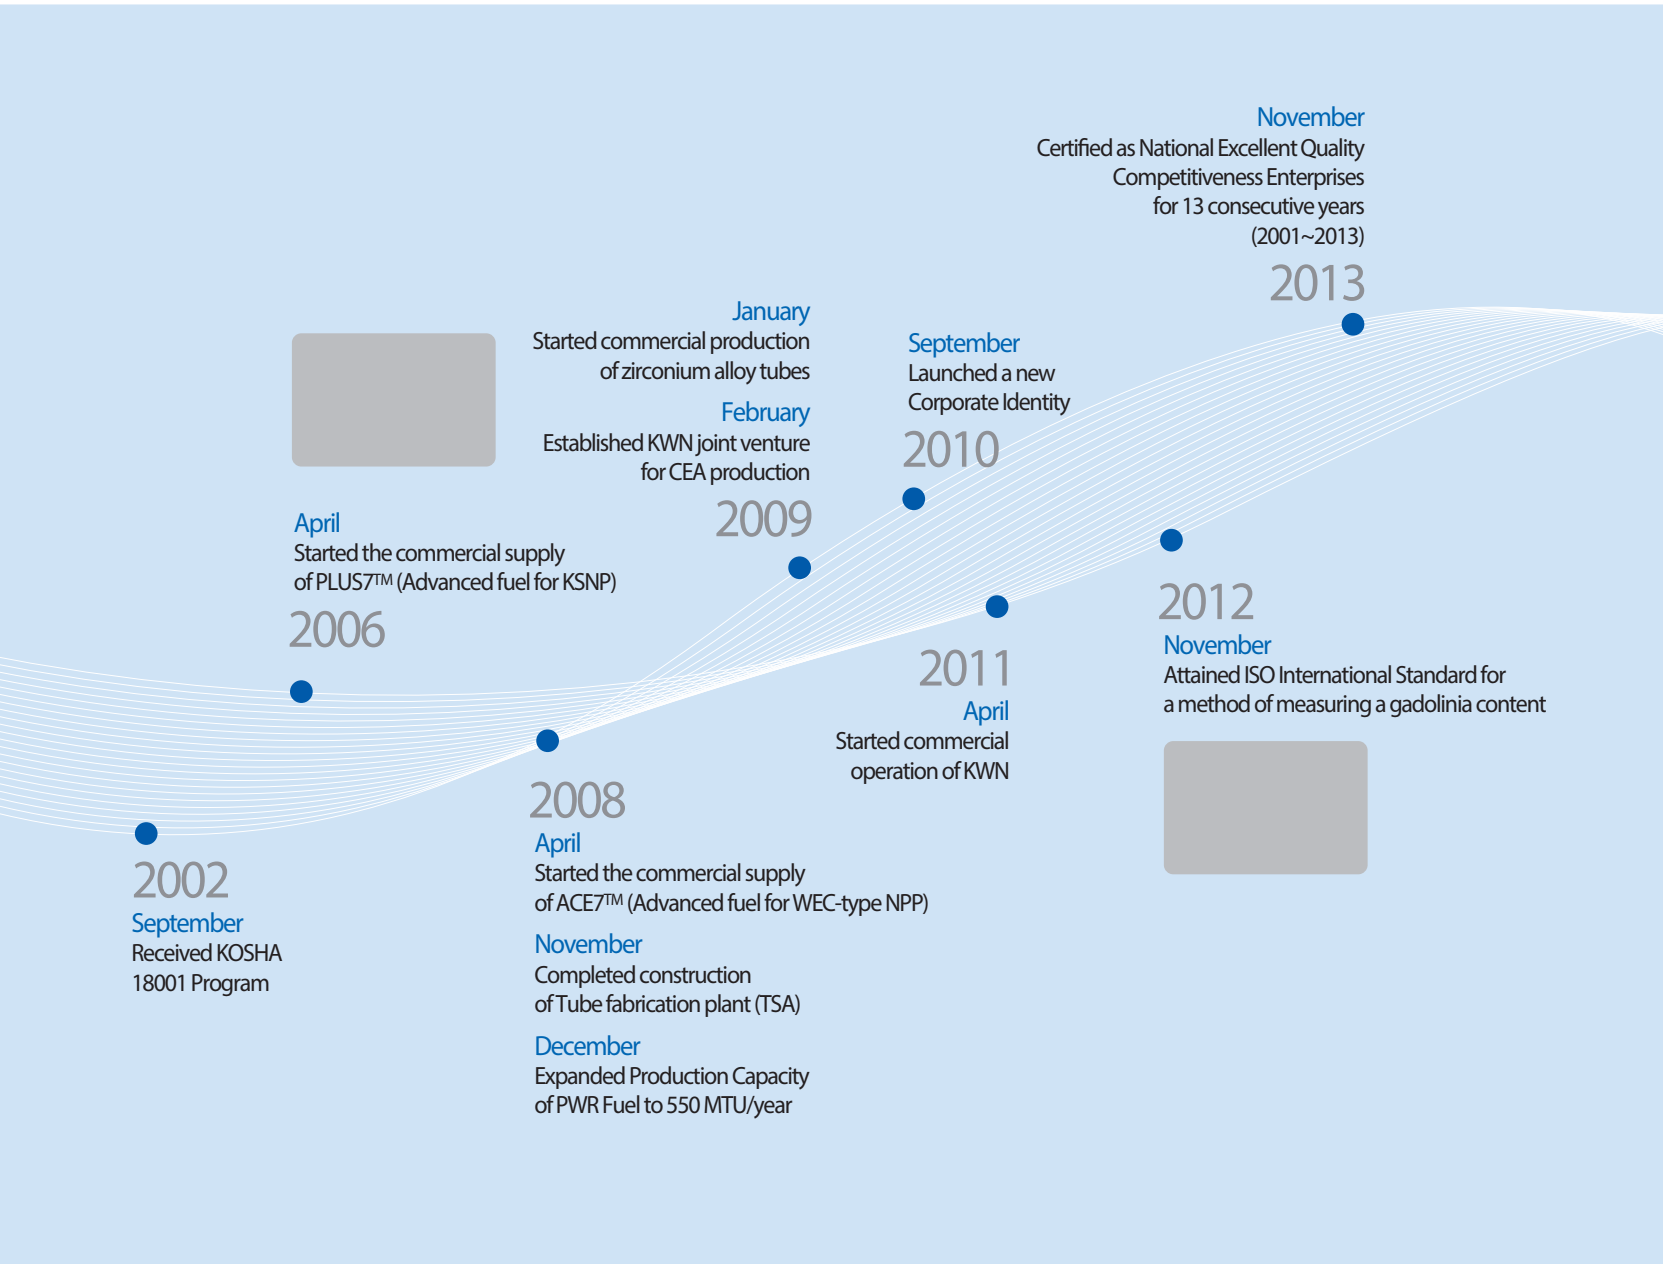 2002
September
Received KOSHA
18001 Program
April
Started the commercial supply
of PLUS7™ (Advanced fuel for KSNP)
2006
2008
April
Started the commercial supply
of ACE7™ (Advanced fuel for WEC-type NPP)
November
Completed construction
of Tube fabrication plant (TSA)
December
Expanded Production Capacity
of PWR Fuel to 550 MTU/year
January
Started commercial production
of zirconium alloy tubes
February
Established KWN joint venture
for CEA production
2009
September
Launched a new
Corporate Identity
2010
2011
April
Started commercial
operation of KWN
2012
November
Attained ISO International Standard for
a method of measuring a gadolinia content
November
Certified as National Excellent Quality
Competitiveness Enterprises
for 13 consecutive years
(2001~2013)
2013